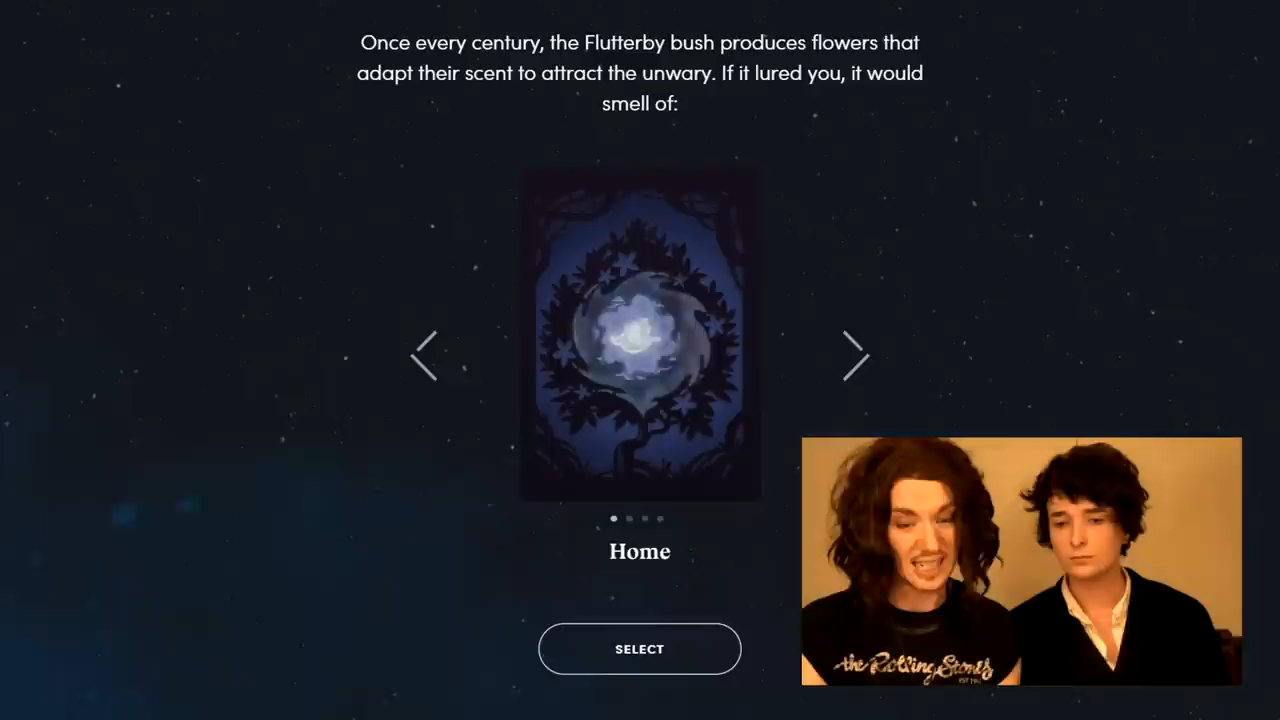 Once every century, the Flutterby bush produces flowers that
adapt their scent to attract the unwary. If it lured you, it would
smell of:
Home
SELECT
the Rolling Stones